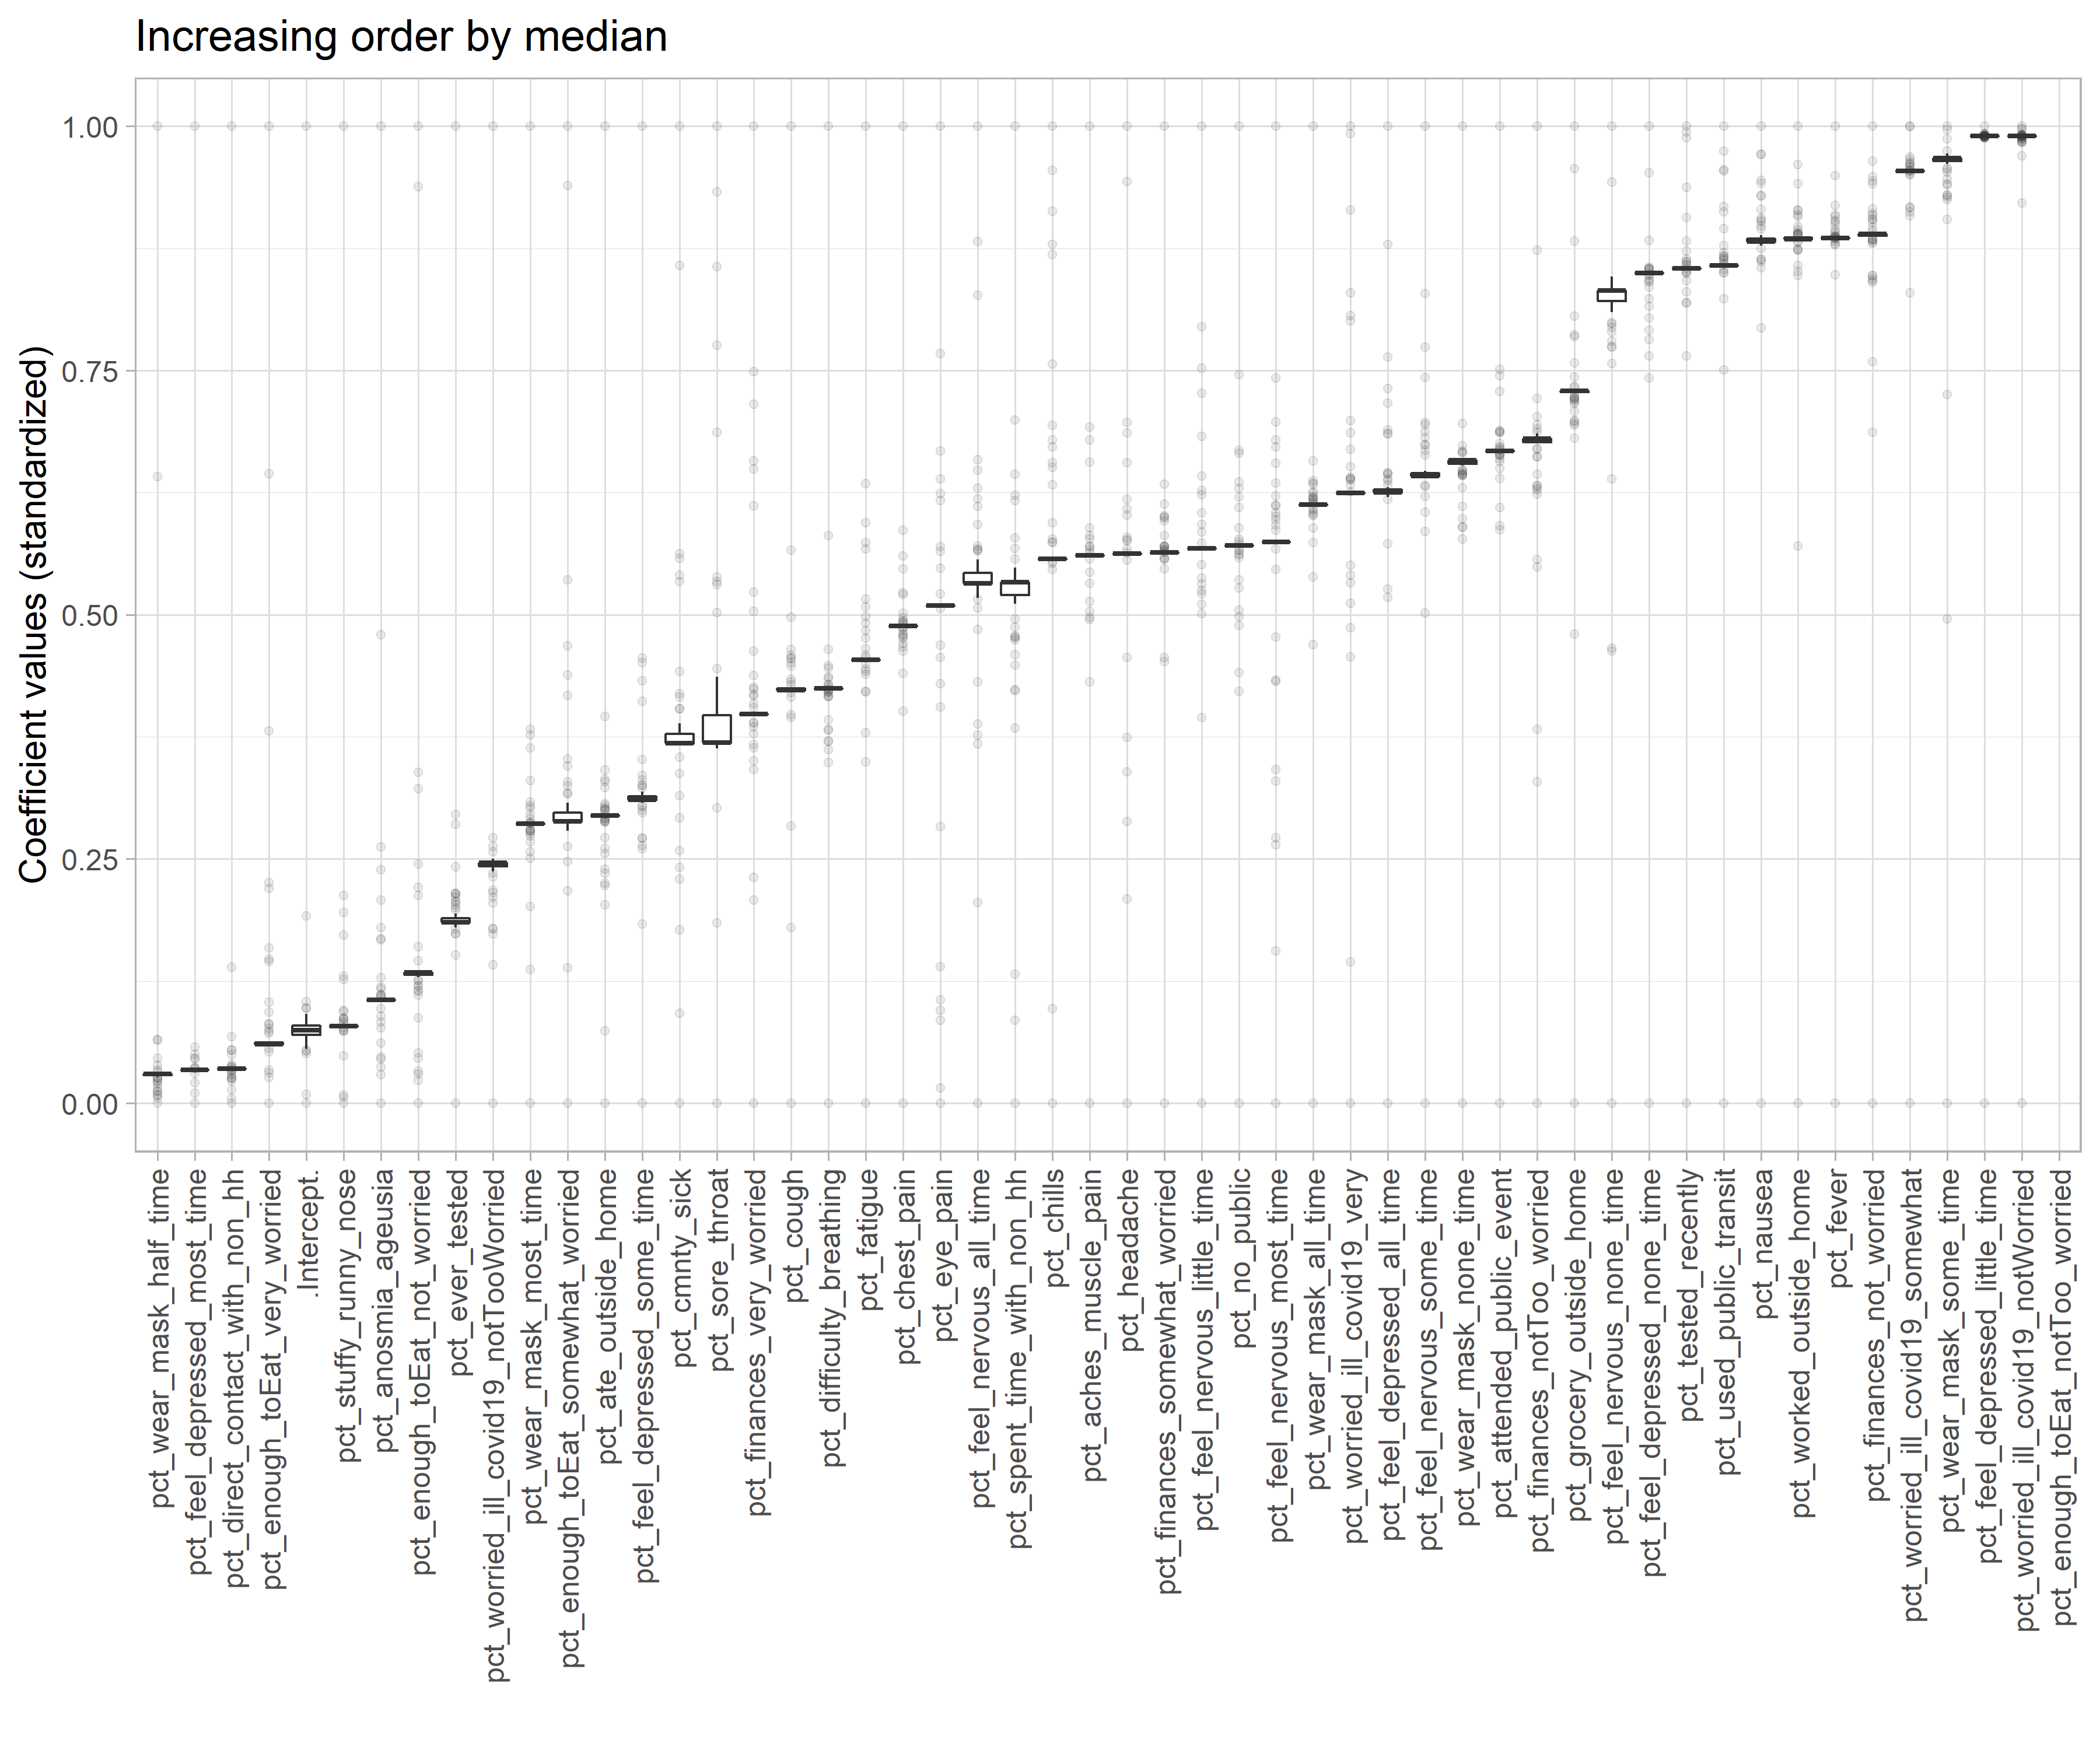 Increasing order by median
Coefficient values (standardized)
1.00
0.75
0.50
0.25
0.00
pct_wear_mask_half_time
pct_feel_depressed_most_time
pct_direct_contact_with_non_hh
pct_enough_toEat_very_worried
.Intercept.
pct_stuffy_runny_nose
pct_anosmia_ageusia
pct_enough_toEat_not_worried
pct_ever_tested
pct_worried_ill_covid19_notTooWorried
pct_wear_mask_most_time
pct_enough_toEat_somewhat_worried
pct_ate_outside_home
pct_feel_depressed_some_time
pct_cmnty_sick
pct_sore_throat
pct_finances_very_worried
pct_cough
pct_difficulty_breathing
pct_fatigue
pct_chest_pain
pct_eye_pain
pct_feel_nervous_all_time
pct_spent_time_with_non_hh
pct_chills
pct_aches_muscle_pain
pct_headache
pct_finances_somewhat_worried
pct_feel_nervous_little_time
pct_no_public
pct_feel_nervous_most_time
pct_wear_mask_all_time
pct_worried_ill_covid19_very
pct_feel_depressed_all_time
pct_feel_nervous_some_time
pct_wear_mask_none_time
pct_attended_public_event
pct_finances_notToo_worried
pct_grocery_outside_home
pct_feel_nervous_none_time
pct_feel_depressed_none_time
pct_tested_recently
pct_used_public_transit
pct_nausea
pct_worked_outside_home
pct_fever
pct_finances_not_worried
pct_worried_ill_covid19_somewhat
pct_wear_mask_some_time
pct_feel_depressed_little_time
pct_worried_ill_covid19_notWorried
pct_enough_toEat_notToo_worried